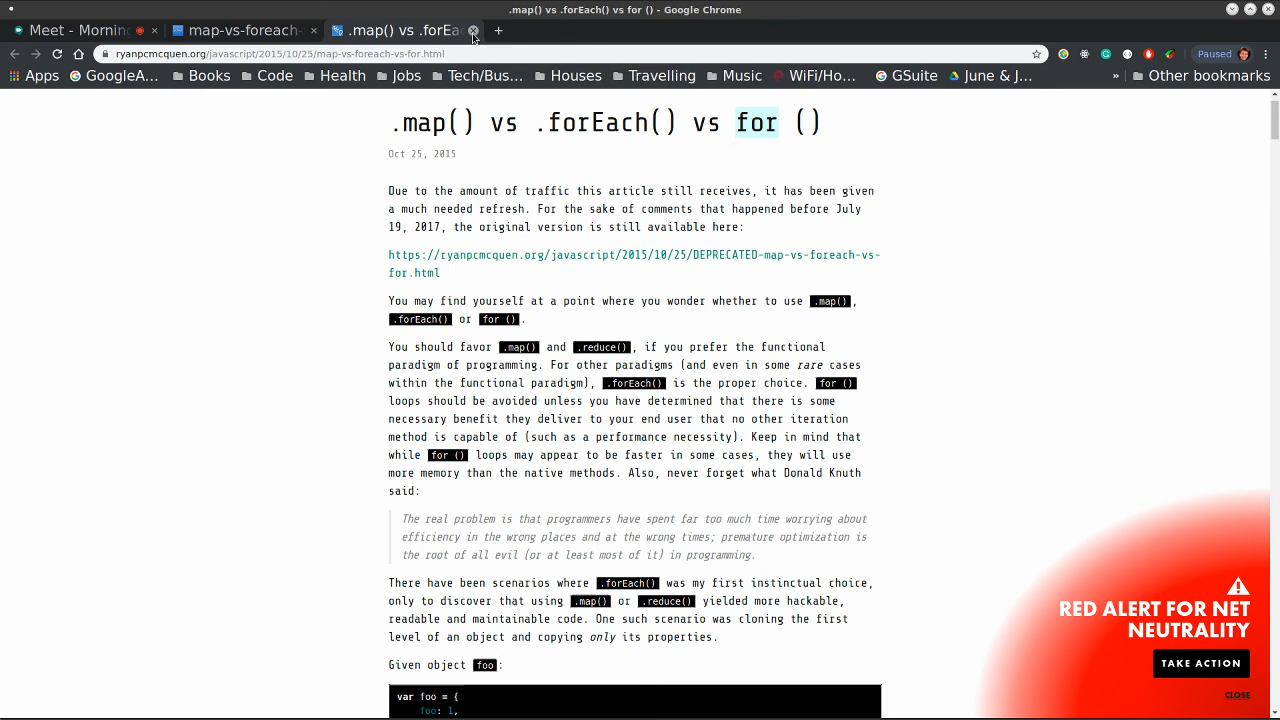 .map() vs .forEach() vs for () - Google Chrome
Meet - Mornin
map-vs-foreach-vs-
.map() vs .forEac
ryanpcmcquen.org/javascript/2015/10/25/map-vs-foreach-vs-for.html
Paused
Apps
GoogleA...
Books
Code
Health
Jobs
Tech/Bus...
Houses
Travelling
Music
WiFi/Ho...
GSuite
June & J...
»
Other bookmarks
.map() vs .forEach() vs for ()
Oct 25, 2015
Due to the amount of traffic this article still receives, it has been given
a much needed refresh. For the sake of comments that happened before July
19, 2017, the original version is still available here:
https://ryanpcmcquen.org/javascript/2015/10/25/DEPRECATED-map-vs-foreach-vs-
for.html
You may find yourself at a point where you wonder whether to use .map(),
.forEach() or for ().
You should favor .map() and .reduce(), if you prefer the functional
paradigm of programming. For other paradigms (and even in some rare cases
within the functional paradigm), .forEach() is the proper choice. for ()
loops should be avoided unless you have determined that there is some
necessary benefit they deliver to your end user that no other iteration
method is capable of (such as a performance necessity). Keep in mind that
while for () loops may appear to be faster in some cases, they will use
more memory than the native methods. Also, never forget what Donald Knuth
said:
The real problem is that programmers have spent far too much time worrying about
efficiency in the wrong places and at the wrong times; premature optimization is
the root of all evil (or at least most of it) in programming.
There have been scenarios where .forEach() was my first instinctual choice,
only to discover that using .map() or .reduce() yielded more hackable,
readable and maintainable code. One such scenario was cloning the first
level of an object and copying only its properties.
Given object foo:
var foo = {
foo: 1,
RED ALERT FOR NET
NEUTRALITY
TAKE ACTION
CLOSE